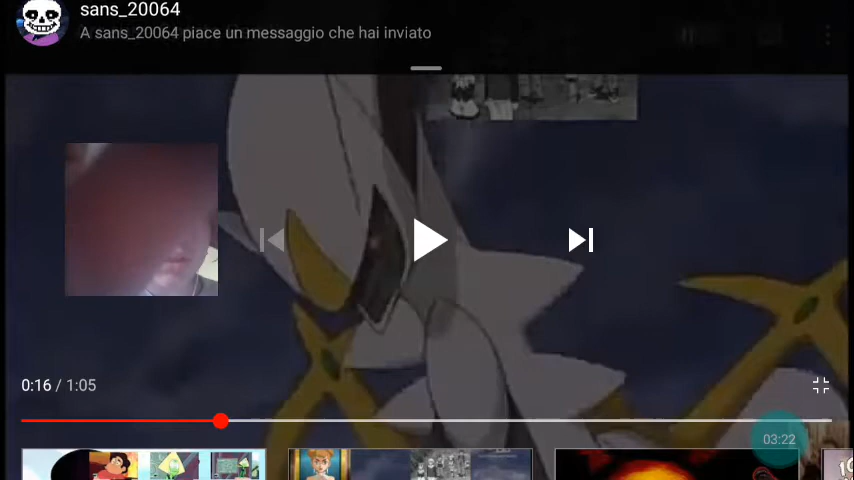 sans_20064
A sans_20064 piace un messaggio che hai inviato
0:16 / 1:05
03:22